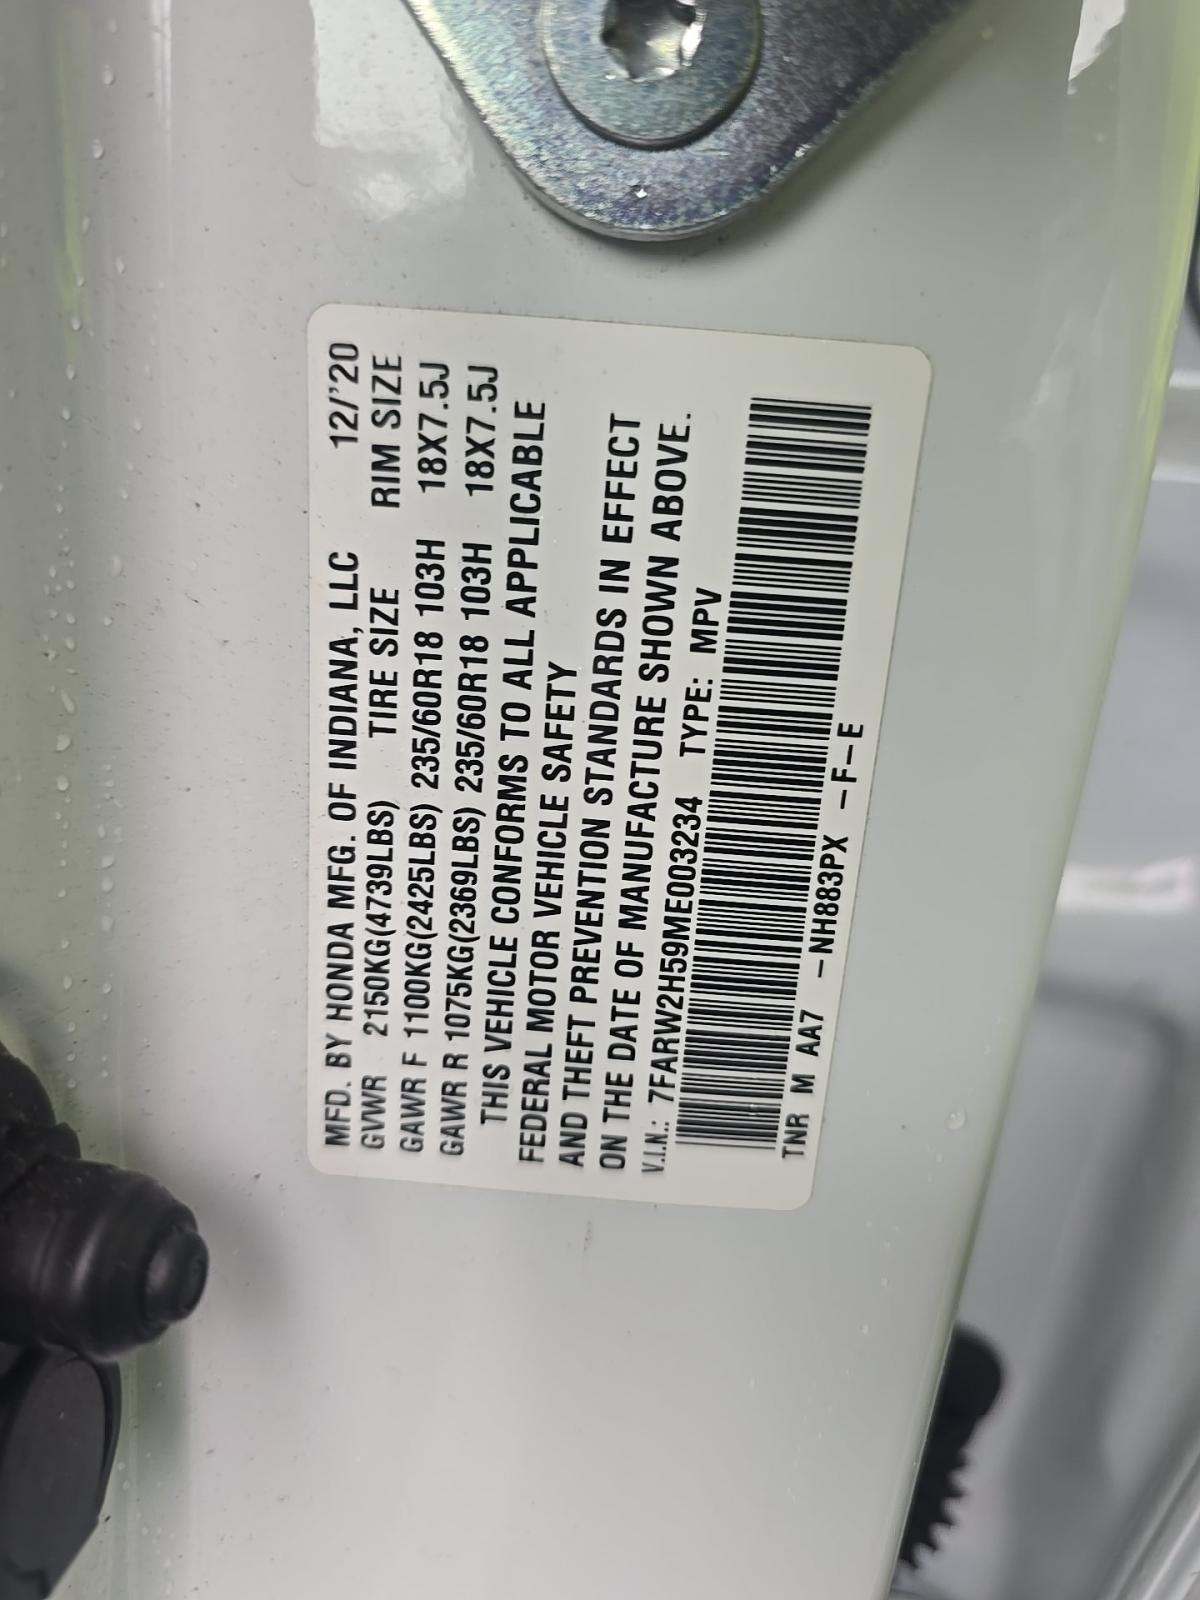 MFD. BY HONDA MFG. OF INDIANA, LLC 12/'20
GVWR 2150KG(4739LBS) TIRE SIZE RIM SIZE
GAWR F 1100KG(2425LBS) 235/60R18 103H 18X7.5J
GAWR R 1075KG(2369LBS) 235/60R18 103H 18X7.5J
THIS VEHICLE CONFORMS TO ALL APPLICABLE
FEDERAL MOTOR VEHICLE SAFETY
AND THEFT PREVENTION STANDARDS IN EFFECT
ON THE DATE OF MANUFACTURE SHOWN ABOVE.
V.I.N.: 7FARW2H59ME003234 TYPE: MPV
TNR M AA7 –NH883PX –F–E